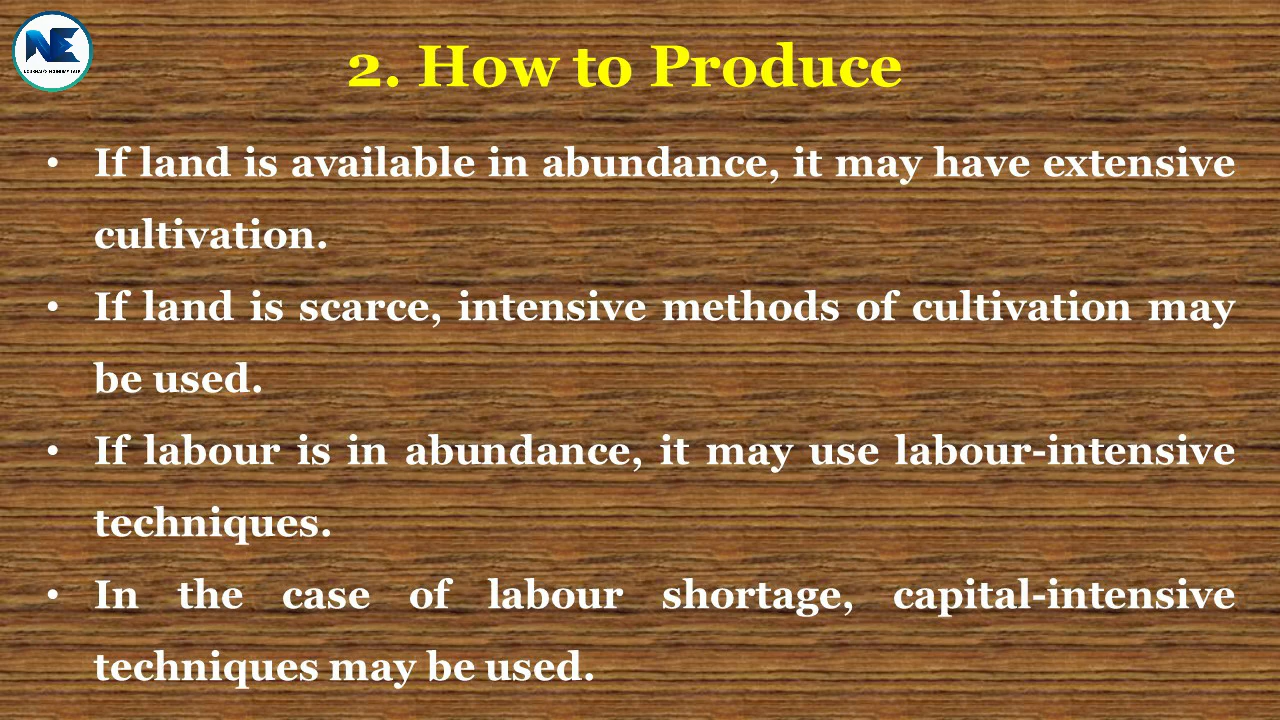 NE
2. How to Produce
• If land is available in abundance, it may have extensive
cultivation.
• If land is scarce, intensive methods of cultivation may
be used.
• If labour is in abundance, it may use labour-intensive
techniques.
• In the case of labour shortage, capital-intensive
techniques may be used.